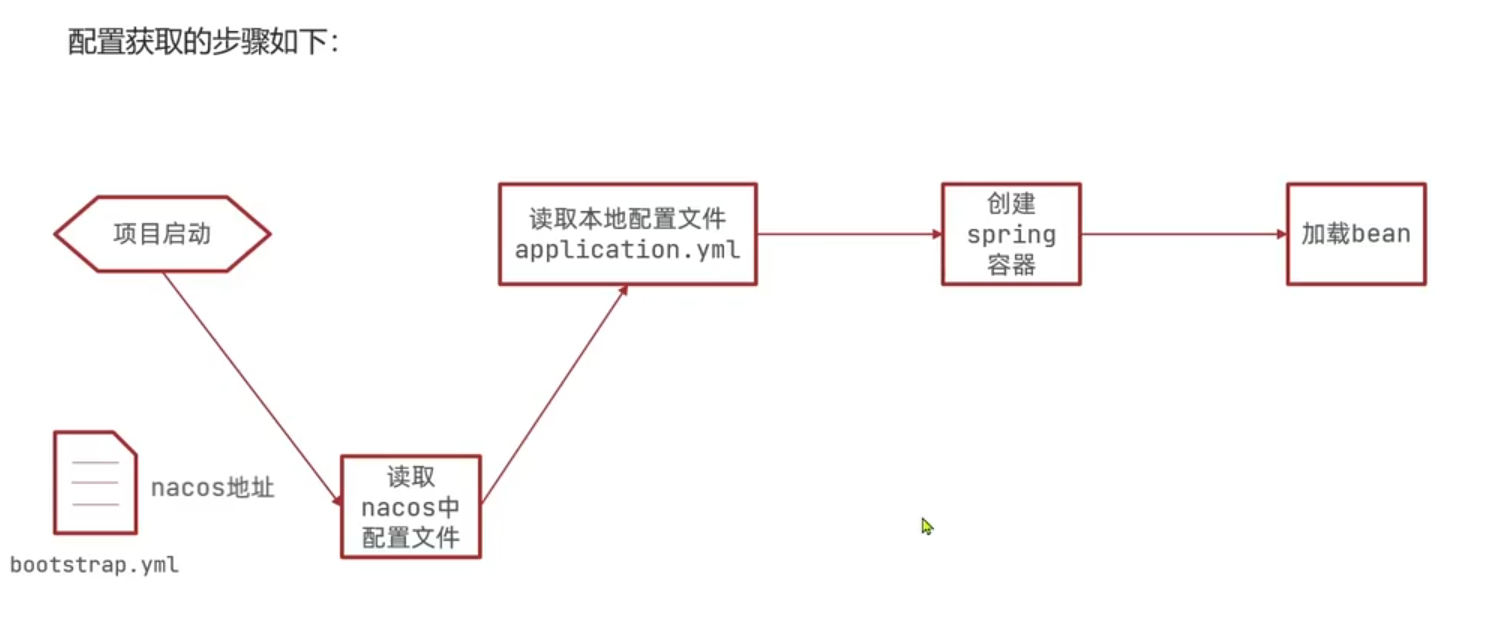 配置获取的步骤如下：
项目启动
读取本地配置文件
application.yml
创建
spring
容器
加载bean
nacos地址
bootstrap.yml
读取
nacos中
配置文件